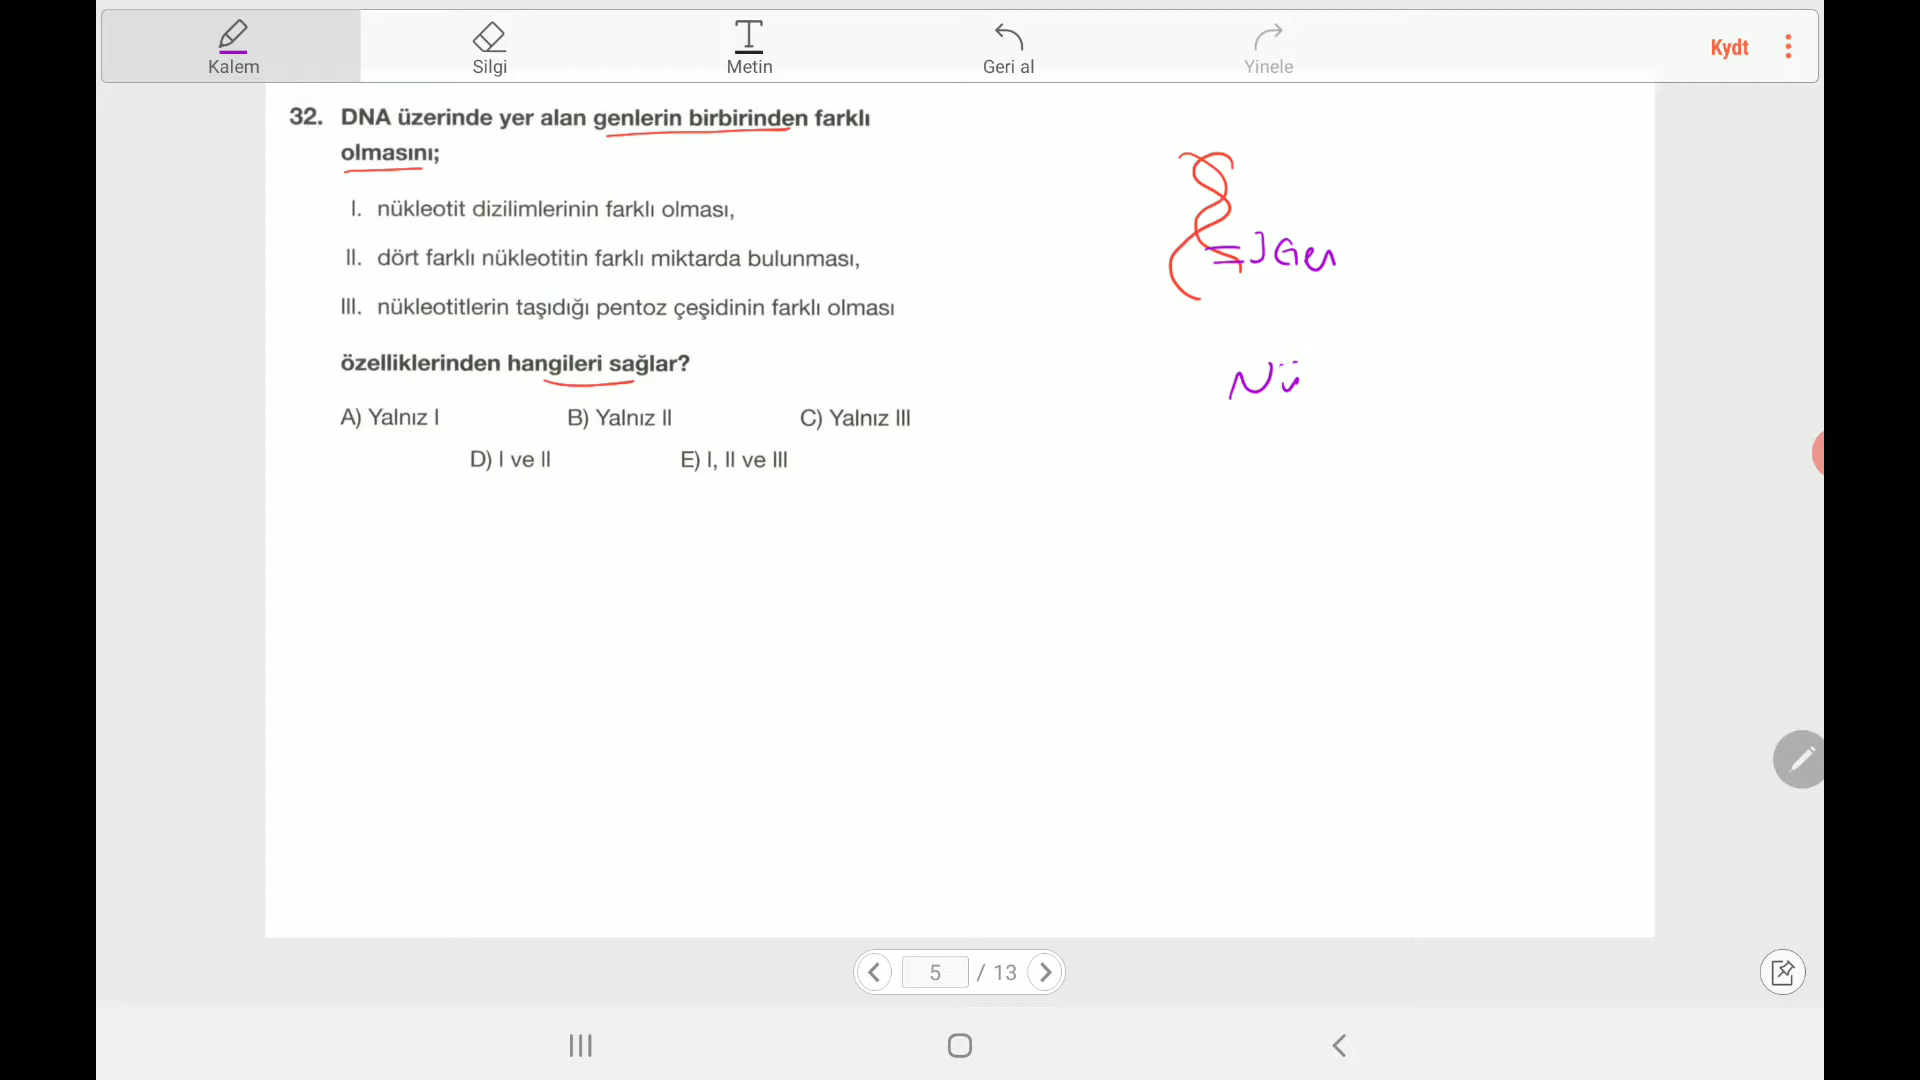 Kalem Silgi Metin Geri al Yinele Kydt
32. DNA üzerinde yer alan genlerin birbirinden farklı
olmasını;
I. nükleotit dizilimlerinin farklı olması,
II. dört farklı nükleotitin farklı miktarda bulunması,
III. nükleotitlerin taşıdığı pentoz çeşidinin farklı olması
özelliklerinden hangileri sağlar?
A) Yalnız I B) Yalnız II C) Yalnız III
D) I ve II E) I, II ve III
Gen
Nü
5 / 13